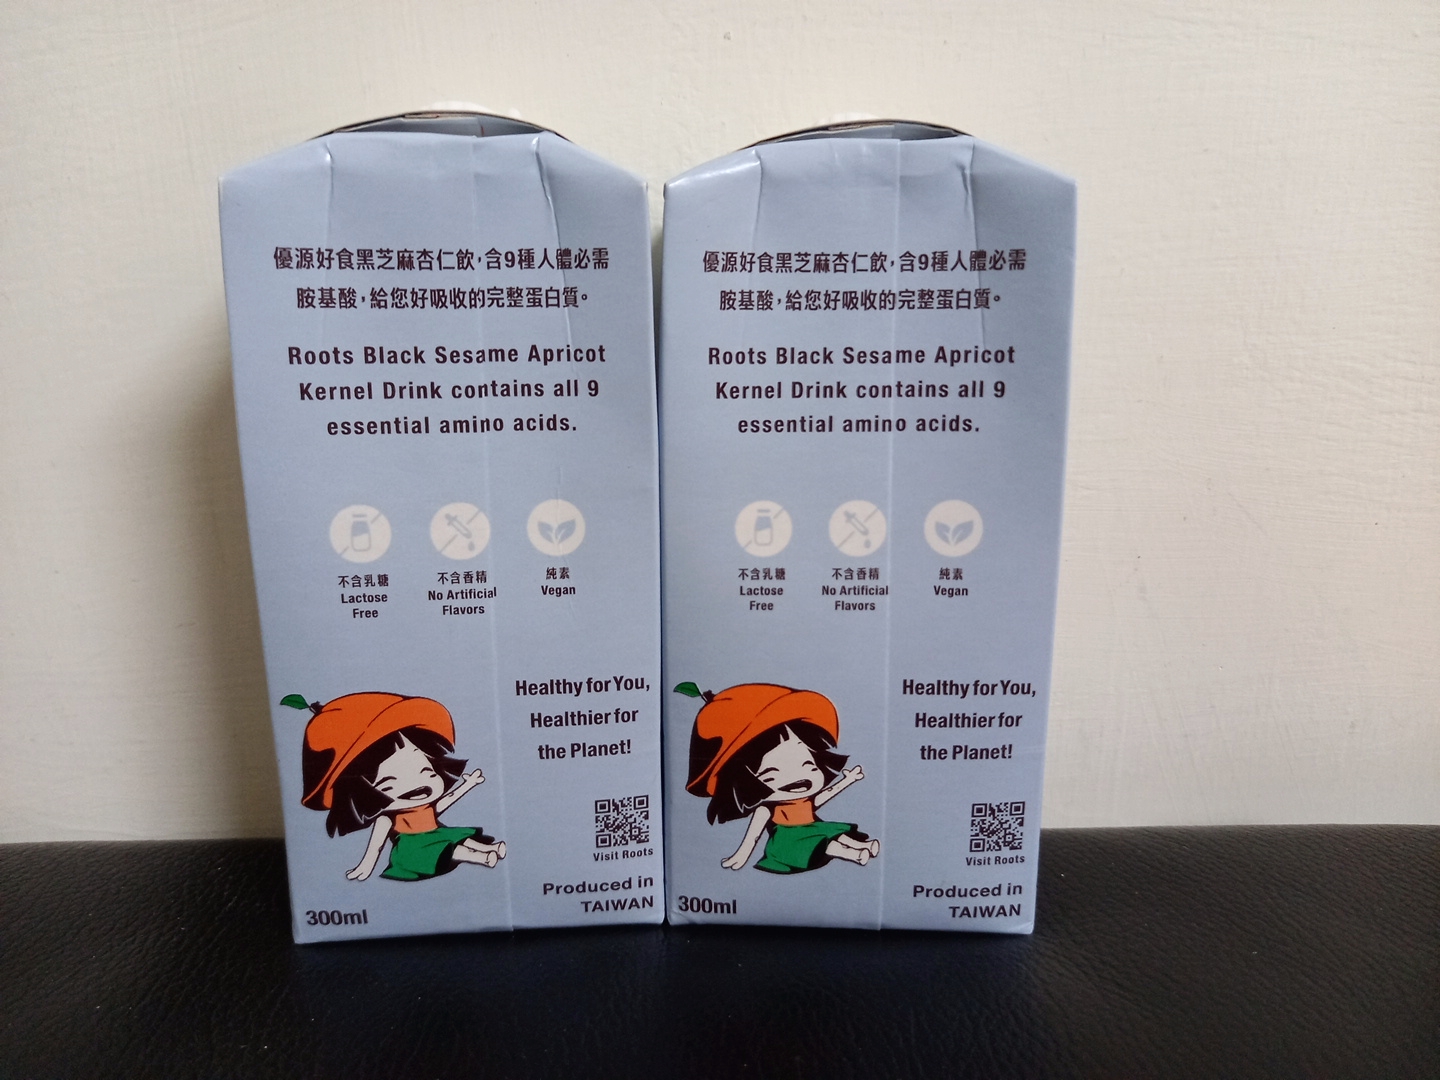 優源好食黑芝麻杏仁飲，含9種人體必需
胺基酸，給您好吸收的完整蛋白質。
Roots Black Sesame Apricot
Kernel Drink contains all 9
essential amino acids.
不含乳糖
Lactose
Free
不含香精
No Artificial
Flavors
純素
Vegan
Healthy for You,
Healthier for
the Planet!
Visit Roots
Produced in
TAIWAN
300ml
優源好食黑芝麻杏仁飲，含9種人體必需
胺基酸，給您好吸收的完整蛋白質。
Roots Black Sesame Apricot
Kernel Drink contains all 9
essential amino acids.
不含乳糖
Lactose
Free
不含香精
No Artificial
Flavors
純素
Vegan
Healthy for You,
Healthier for
the Planet!
Visit Roots
Produced in
TAIWAN
300ml